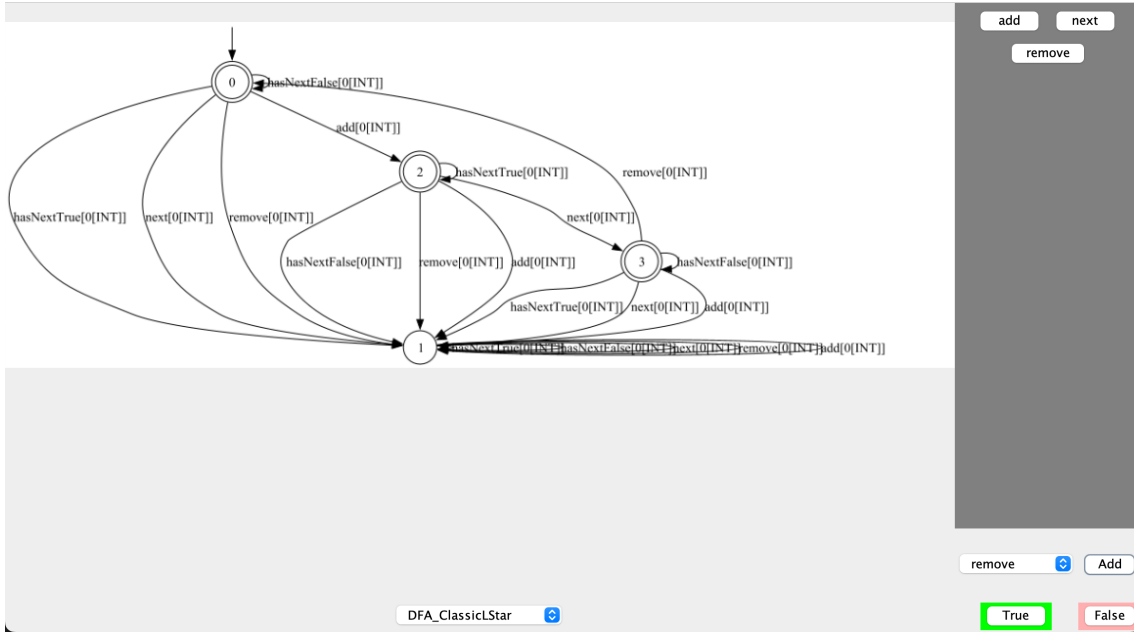 add next
remove
0
hasNextFalse[0[INT]]
add[0[INT]]
2
hasNextTrue[0[INT]]
remove[0[INT]]
hasNextTrue[0[INT]]
next[0[INT]]
remove[0[INT]]
next[0[INT]]
hasNextFalse[0[INT]]
remove[0[INT]]
add[0[INT]]
3
hasNextFalse[0[INT]]
hasNextTrue[0[INT]]
next[0[INT]]
add[0[INT]]
1
hasNextTrue[0[INT]]
hasNextFalse[0[INT]]
next[0[INT]]
remove[0[INT]]
add[0[INT]]
remove
Add
DFA_ClassicLStar
True
False